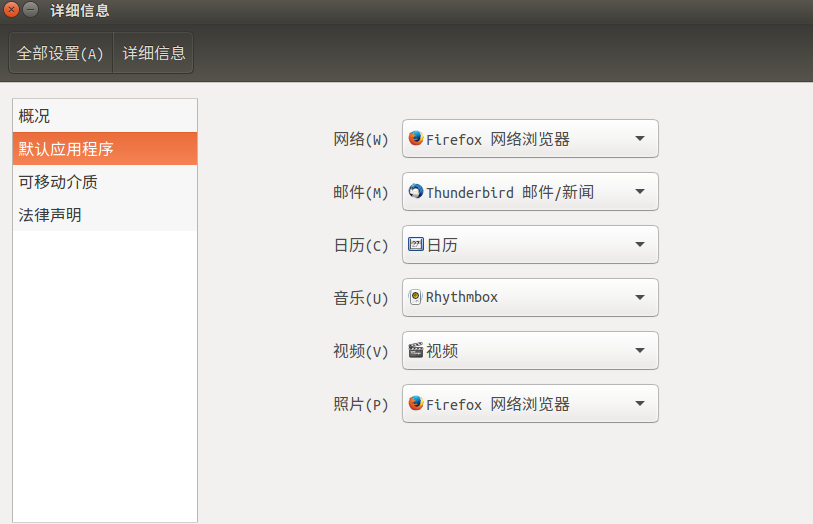 详细信息
全部设置(A) 详细信息
概况
默认应用程序
可移动介质
法律声明
网络(W) Firefox 网络浏览器
邮件(M) Thunderbird 邮件/新闻
日历(C) 日历
音乐(U) Rhythmbox
视频(V) 视频
照片(P) Firefox 网络浏览器